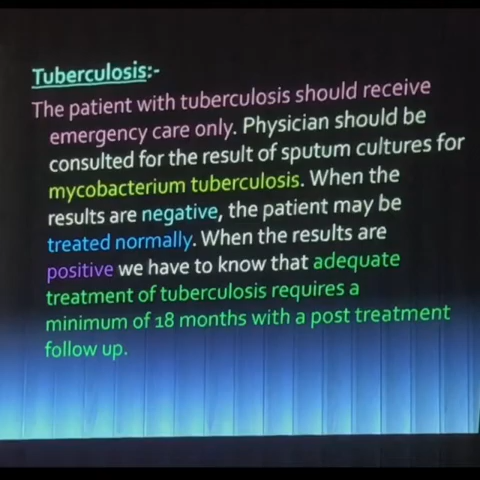 Tuberculosis:-
The patient with tuberculosis should receive
emergency care only. Physician should be
consulted for the result of sputum cultures for
mycobacterium tuberculosis. When the
results are negative, the patient may be
treated normally. When the results are
positive we have to know that adequate
treatment of tuberculosis requires a
minimum of 18 months with a post treatment
follow up.